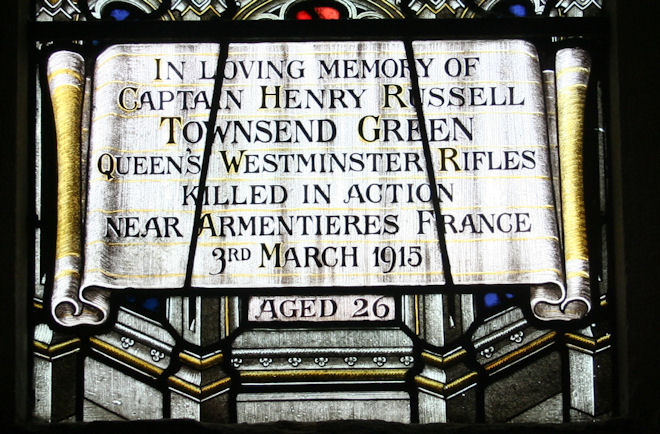 In loving memory of
Captain Henry Russell
Townsend Green
Queen's Westminster Rifles
killed in action
near Armentieres France
3rd March 1915
Aged 26